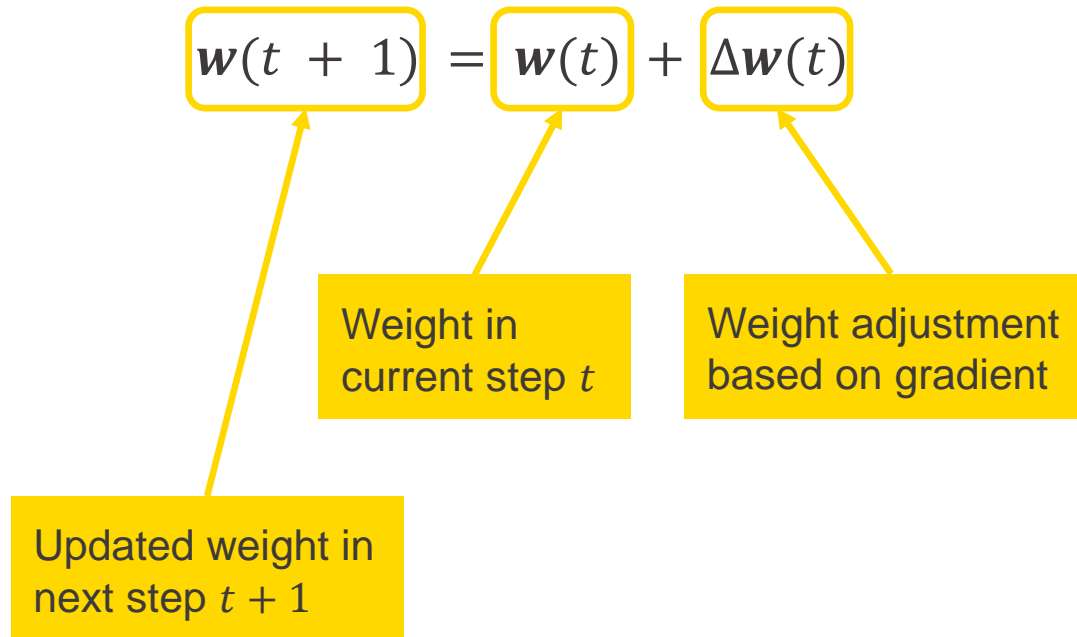 w(t + 1) = w(t) + Δw(t)
Weight in
current step t
Weight adjustment
based on gradient
Updated weight in
next step t + 1